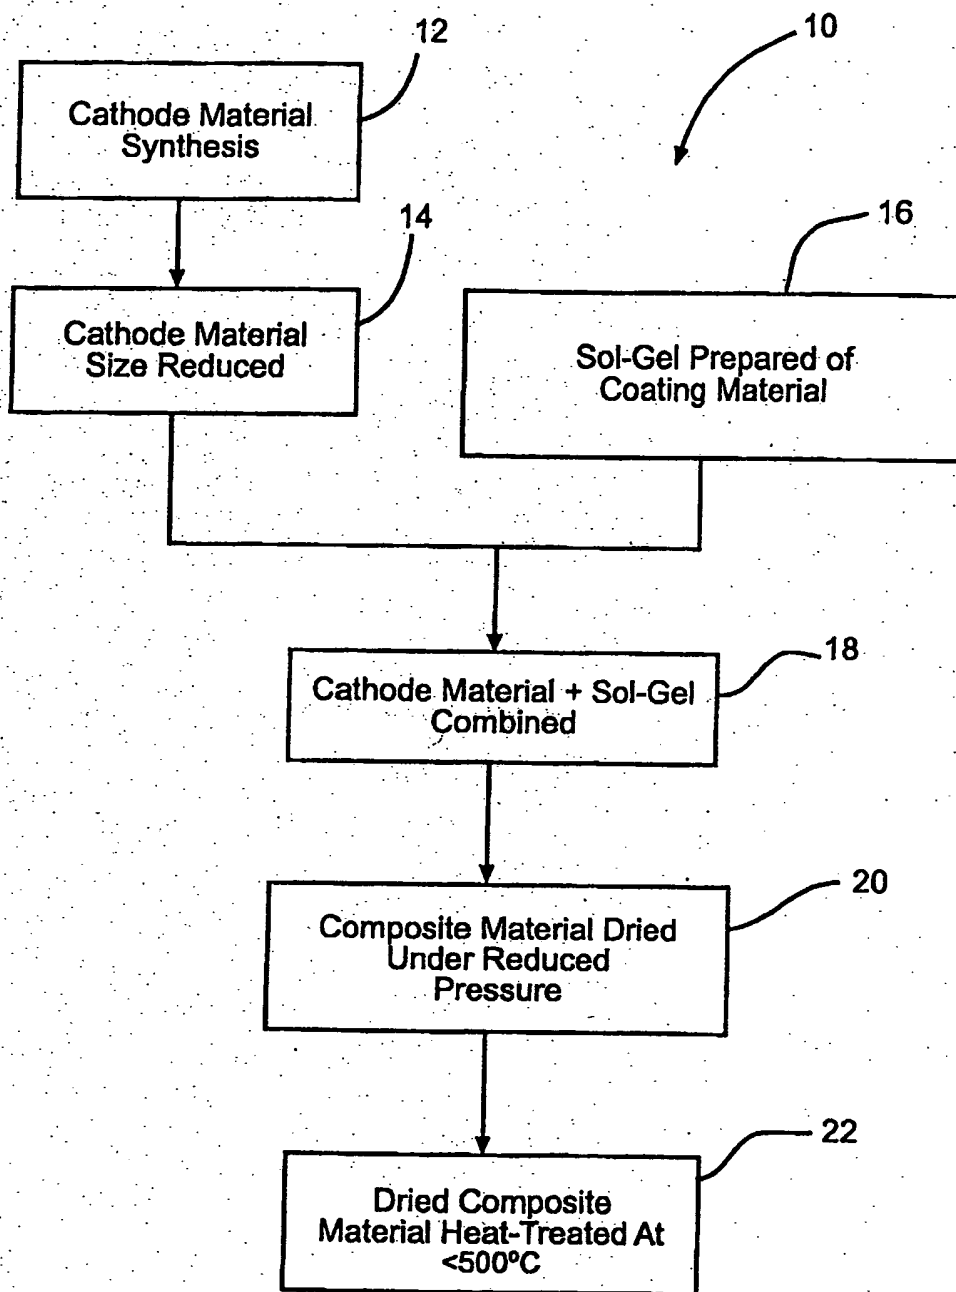 12
10
Cathode Material
Synthesis
14
16
Cathode Material
Size Reduced
Sol-Gel Prepared of
Coating Material
18
Cathode Material + Sol-Gel
Combined
20
Composite Material Dried
Under Reduced
Pressure
22
Dried Composite
Material Heat-Treated At
<500ºC